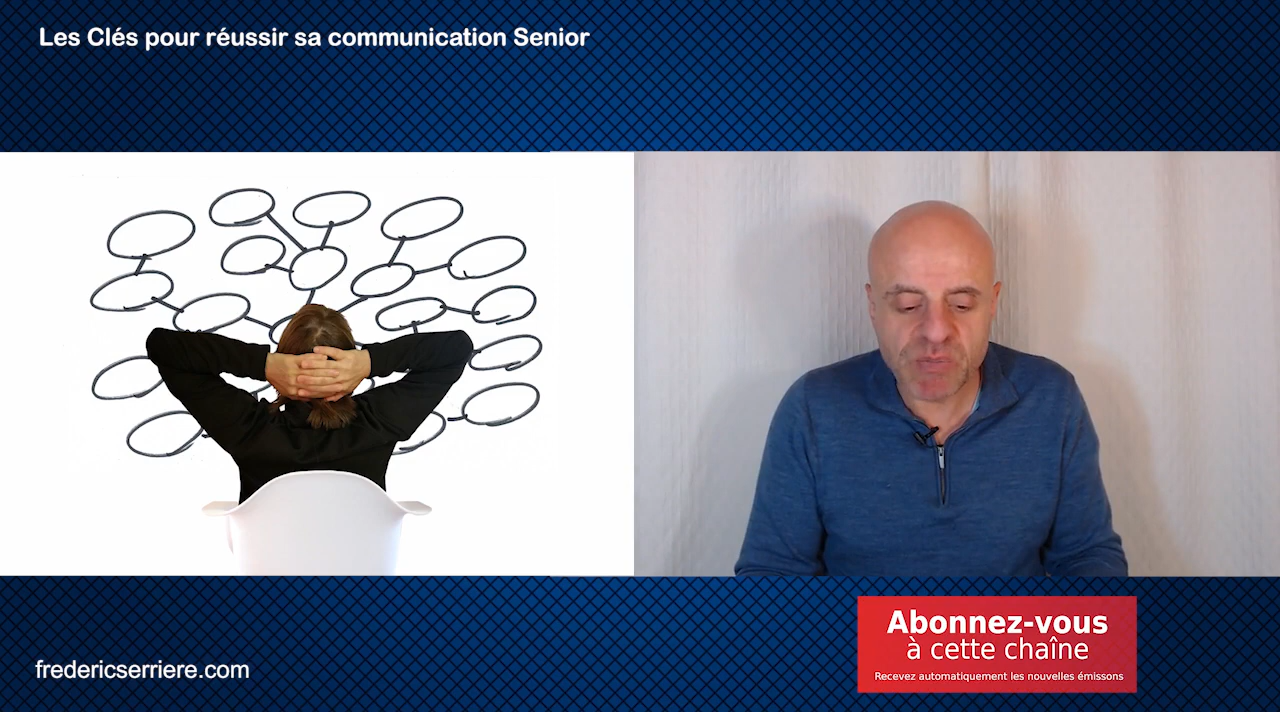 Les Clés pour réussir sa communication Senior
Abonnez-vous
à cette chaîne
Recevez automatiquement les nouvelles émissons
fredericserriere.com